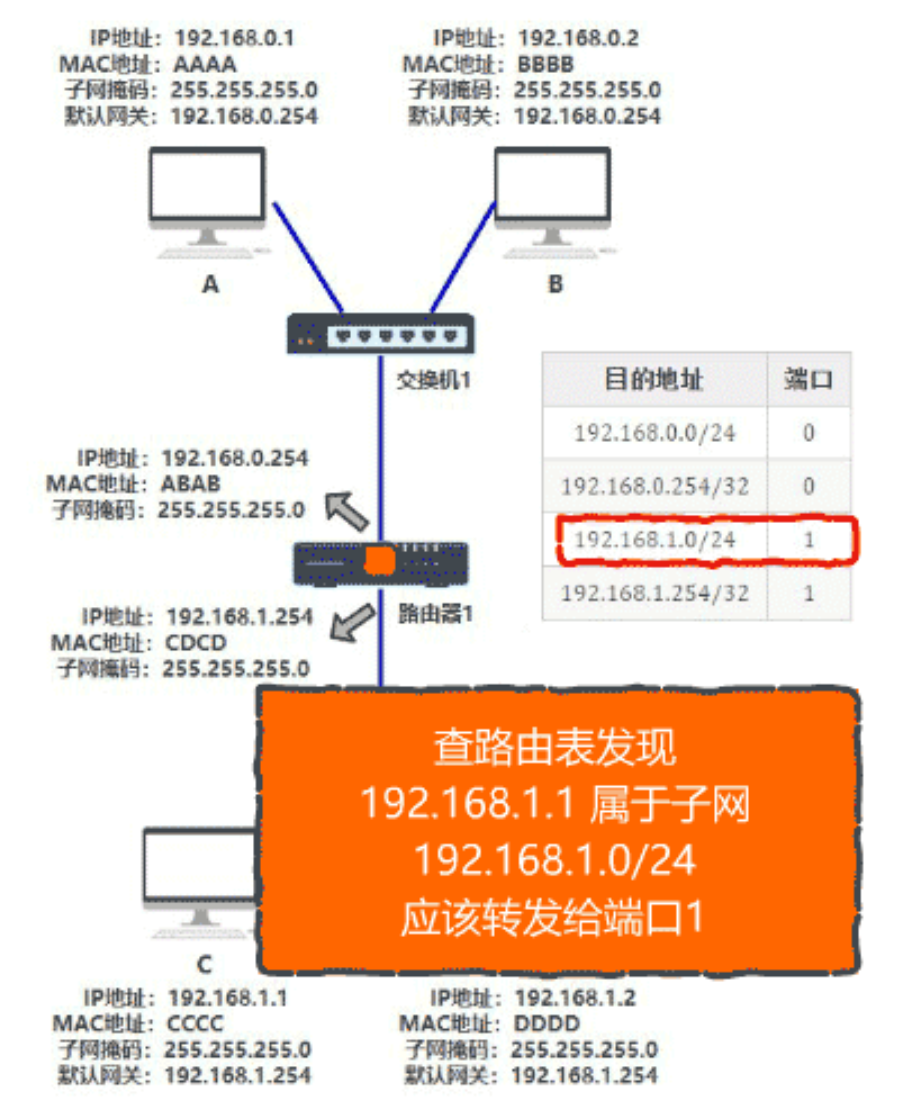 IP地址：192.168.0.1
MAC地址：AAAA
子网掩码：255.255.255.0
默认网关：192.168.0.254
IP地址：192.168.0.2
MAC地址：BBBB
子网掩码：255.255.255.0
默认网关：192.168.0.254
A
B
交换机1
目的地址 端口
192.168.0.0/24 0
192.168.0.254/32 0
192.168.1.0/24 1
192.168.1.254/32 1
IP地址：192.168.0.254
MAC地址：ABAB
子网掩码：255.255.255.0
路由器1
IP地址：192.168.1.254
MAC地址：CDCD
子网掩码：255.255.255.0
查路由表发现
192.168.1.1 属于子网
192.168.1.0/24
应该转发给端口1
C
IP地址：192.168.1.1
MAC地址：CCCC
子网掩码：255.255.255.0
默认网关：192.168.1.254
IP地址：192.168.1.2
MAC地址：DDDD
子网掩码：255.255.255.0
默认网关：192.168.1.254